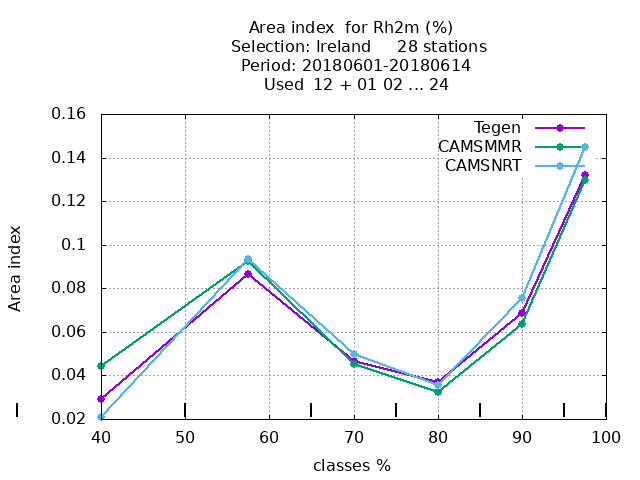 Area index  for Rh2m (%)
Selection: Ireland     28 stations
Period: 20180601-20180614
Used  12 + 01 02 ... 24
Tegen
CAMSMMR
CAMSNRT
0.16
0.14
0.12
0.1
0.08
0.06
0.04
0.02
Area index
40 50 60 70 80 90 100
classes %